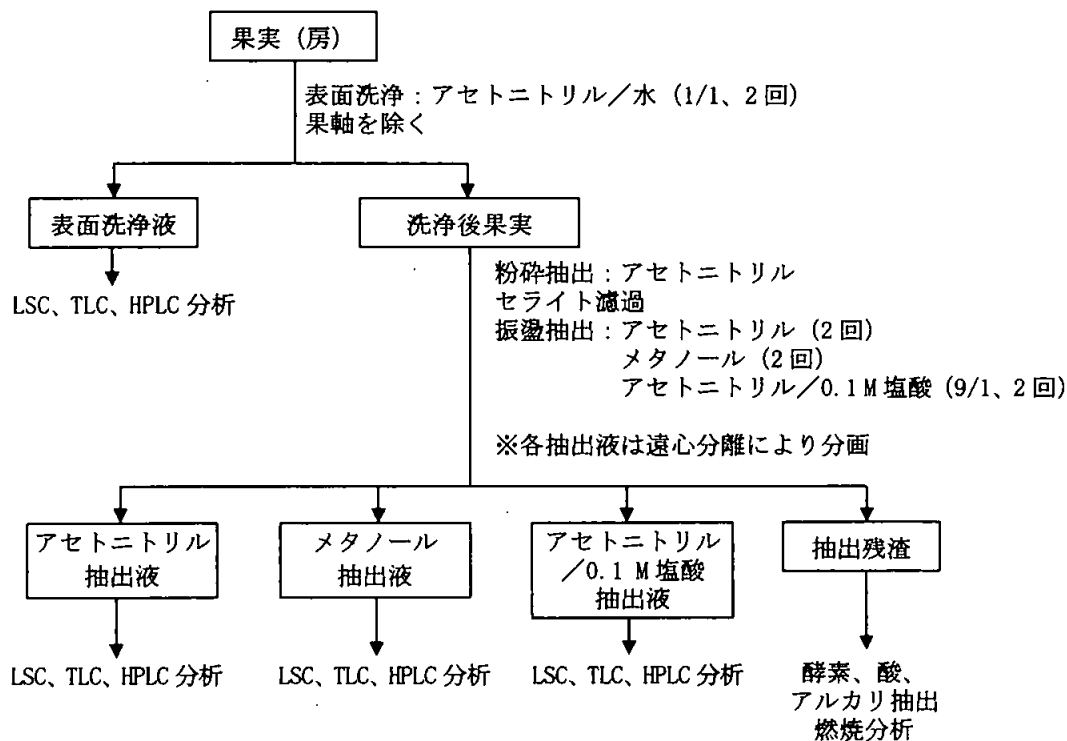 果実（房）
表面洗浄：アセトニトリル／水（1/1、2回）
果軸を除く
表面洗浄液
洗浄後果実
LSC、TLC、HPLC 分析
粉砕抽出：アセトニトリル
セライト濾過
振盪抽出：アセトニトリル（2回）
メタノール（2回）
アセトニトリル／0.1 M 塩酸（9/1、2回）
※各抽出液は遠心分離により分画
アセトニトリル
抽出液
メタノール
抽出液
アセトニトリル
／0.1 M 塩酸
抽出液
抽出残渣
LSC、TLC、HPLC 分析
LSC、TLC、HPLC 分析
LSC、TLC、HPLC 分析
酵素、酸、
アルカリ抽出
燃焼分析